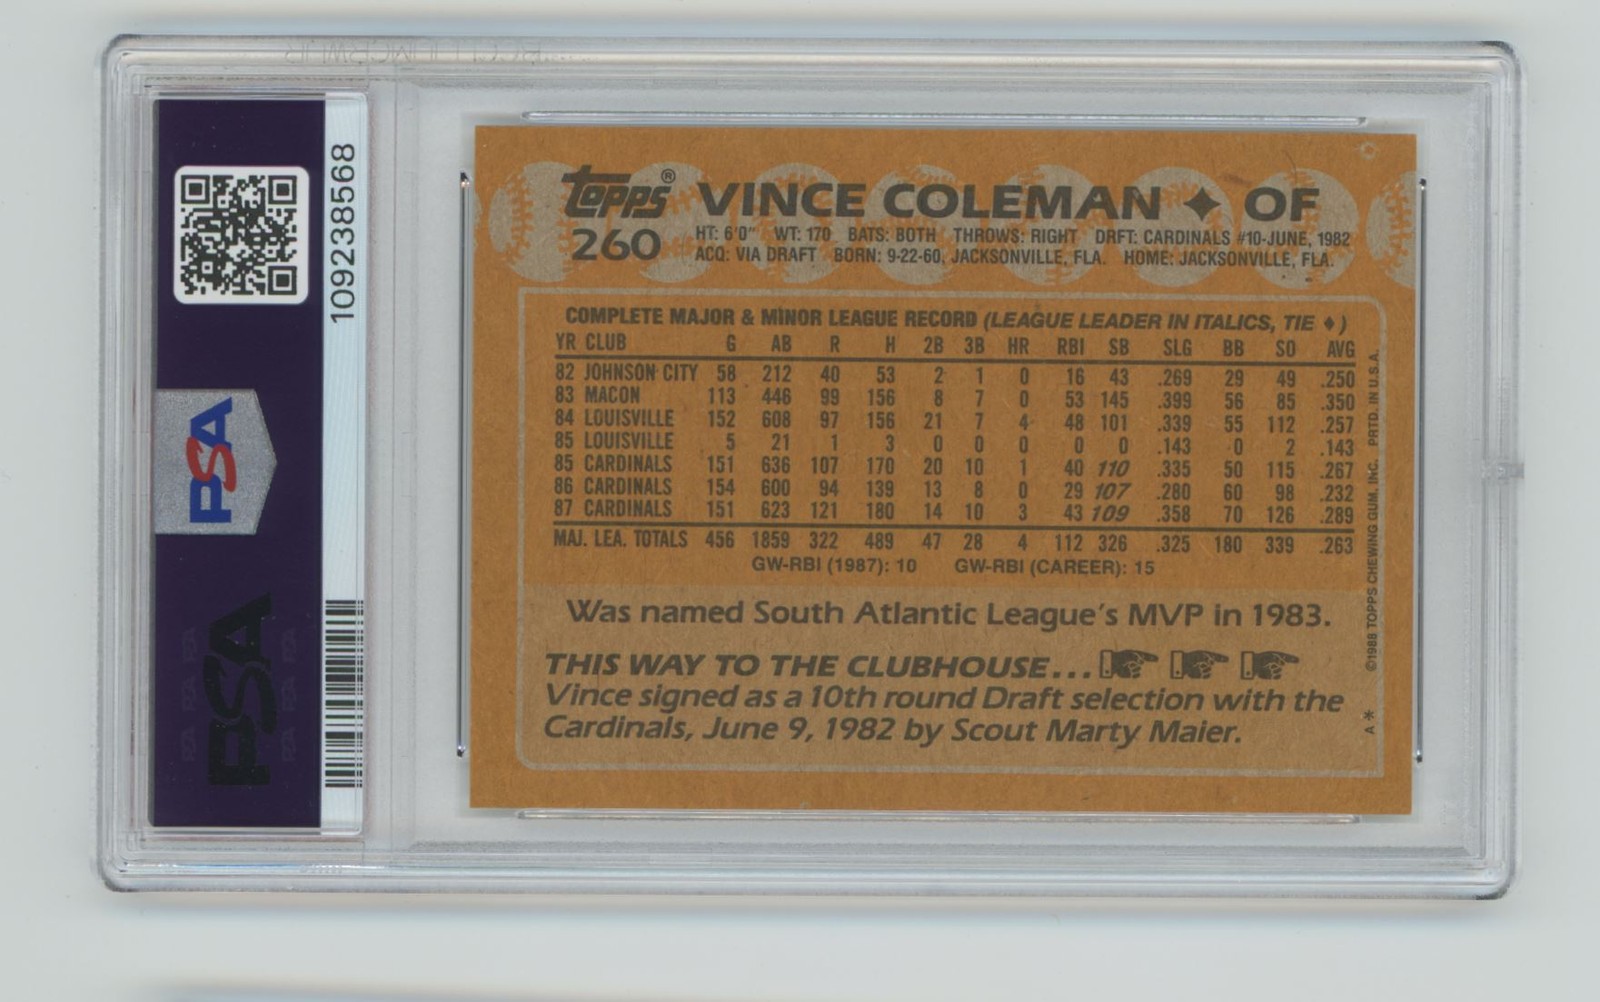 topps® VINCE COLEMAN ✦ OF
260 HT: 6'0" WT: 170 BATS: BOTH THROWS: RIGHT DRFT: CARDINALS #10-JUNE, 1982
ACQ: VIA DRAFT BORN: 9-22-60, JACKSONVILLE, FLA. HOME: JACKSONVILLE, FLA.
COMPLETE MAJOR & MINOR LEAGUE RECORD (LEAGUE LEADER IN ITALICS, TIE ♦)
YR CLUB G AB R H 2B 3B HR RBI SB SLG BB SO AVG
82 JOHNSON CITY 58 212 40 53 2 1 0 16 43 .269 29 49 .250
83 MACON 113 446 99 156 8 7 0 53 145 .399 56 85 .350
84 LOUISVILLE 152 608 97 156 21 7 4 48 101 .339 55 112 .257
85 LOUISVILLE 5 21 1 3 0 0 0 0 0 .143 0 2 .143
85 CARDINALS 151 636 107 170 20 10 1 40 110 .335 50 115 .267
86 CARDINALS 154 600 94 139 13 8 0 29 107 .280 60 98 .232
87 CARDINALS 151 623 121 180 14 10 3 43 109 .358 70 126 .289
MAJ. LEA. TOTALS 456 1859 322 489 47 28 4 112 326 .325 180 339 .263
GW-RBI (1987): 10 GW-RBI (CAREER): 15
Was named South Atlantic League's MVP in 1983.
THIS WAY TO THE CLUBHOUSE...
Vince signed as a 10th round Draft selection with the
Cardinals, June 9, 1982 by Scout Marty Maier.
A* ©1988 TOPPS CHEWING GUM, INC. PRTD. IN U.S.A.
109238568
PSA
PSA
PSA PSA PSA
PSA PSA PSA